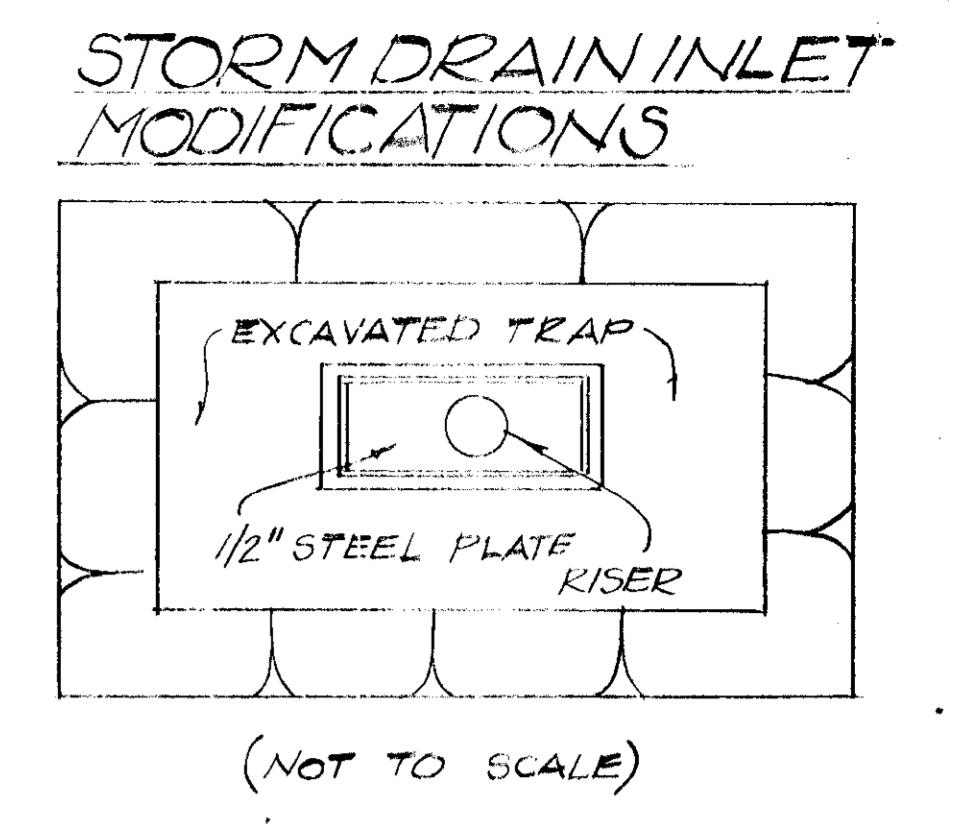 STORM DRAIN INLET
MODIFICATIONS
EXCAVATED TRAP
1/2" STEEL PLATE
RISER
(NOT TO SCALE)